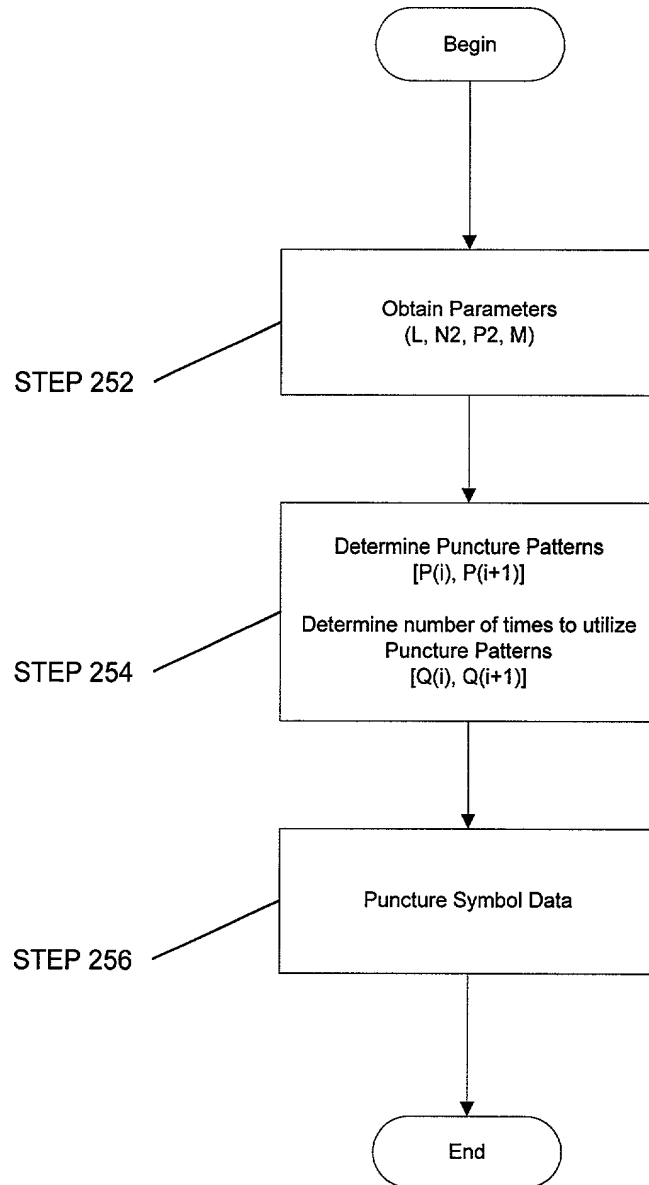 Begin
Obtain Parameters
(L, N2, P2, M)
STEP 252
Determine Puncture Patterns
[P(i), P(i+1)]
Determine number of times to utilize
Puncture Patterns
[Q(i), Q(i+1)]
STEP 254
Puncture Symbol Data
STEP 256
End